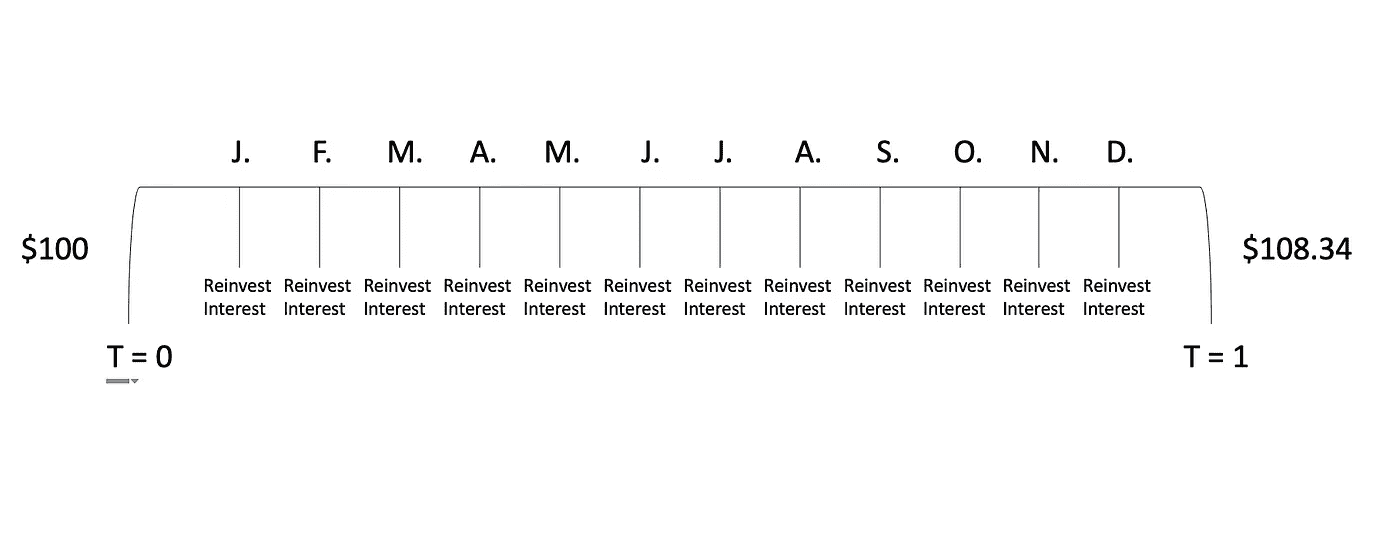 J. F. M. A. M. J. J. A. S. O. N. D.
$100
$108.34
Reinvest Reinvest Reinvest Reinvest Reinvest Reinvest Reinvest Reinvest Reinvest Reinvest Reinvest Reinvest
Interest Interest Interest Interest Interest Interest Interest Interest Interest Interest Interest Interest
T = 0
T = 1